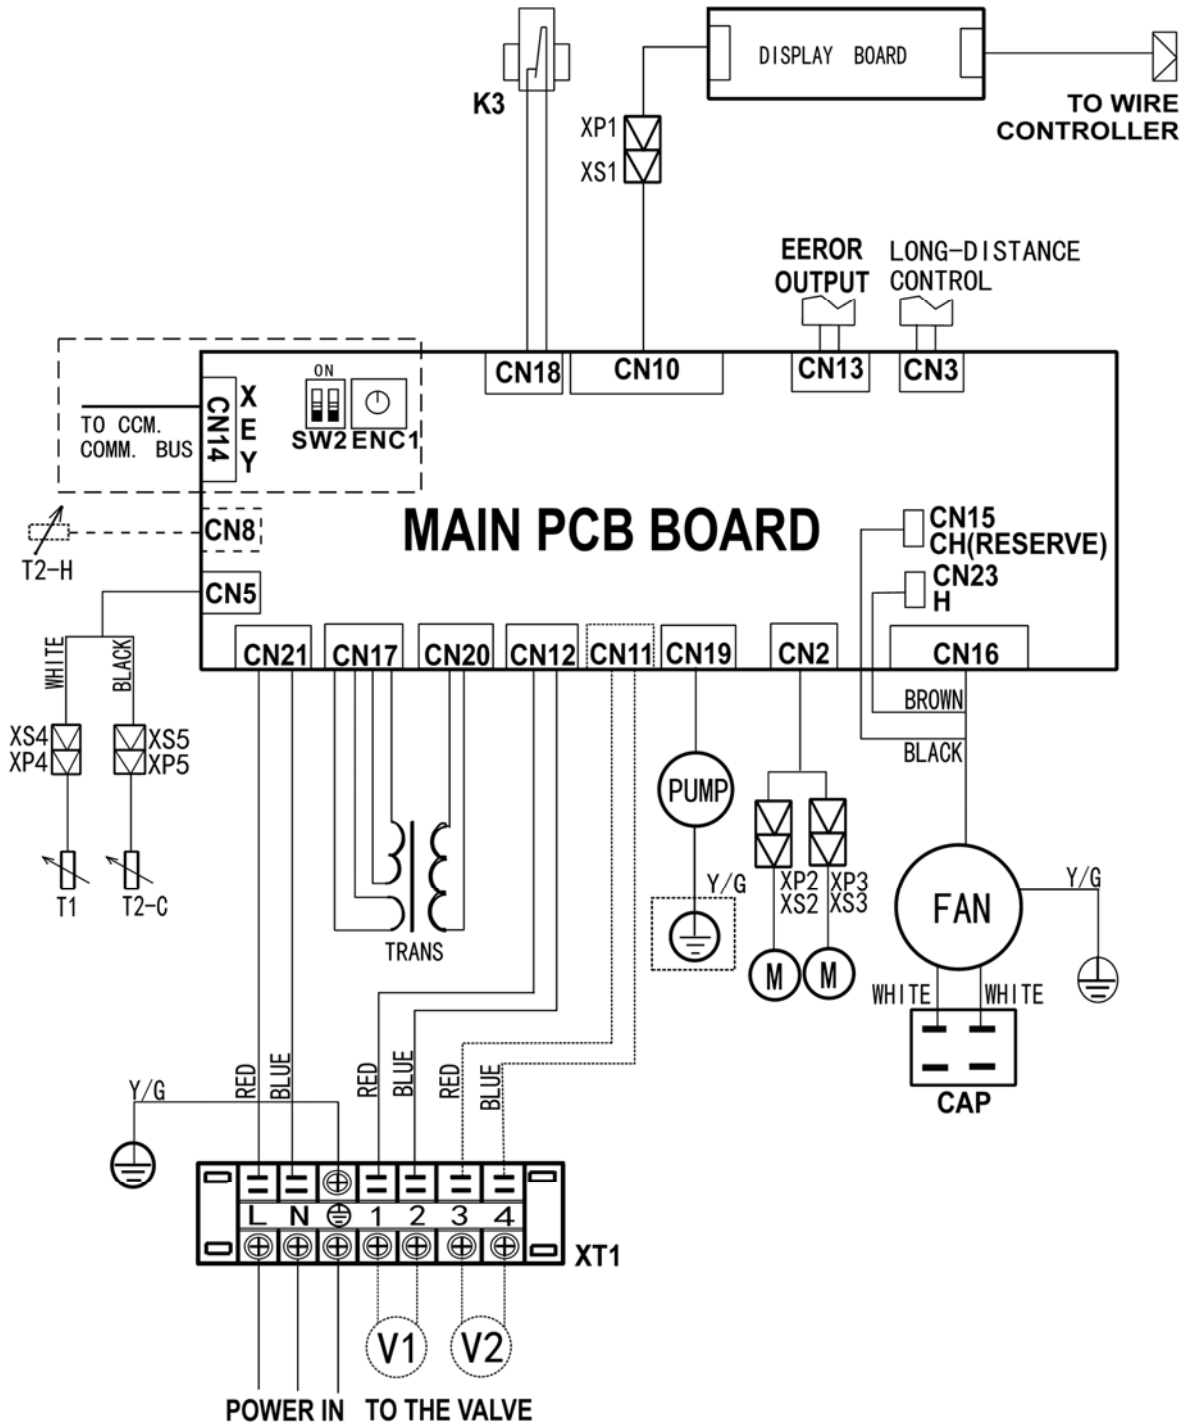 DISPLAY BOARD
K3
TO WIRE
CONTROLLER
XP1
XS1
EEROR
OUTPUT
LONG-DISTANCE
CONTROL
CN18
CN10
CN13
CN3
TO CCM.
COMM. BUS
CN14
X
E
Y
ON
SW2
ENC1
CN8
T2-H
MAIN PCB BOARD
CN15
CH(RESERVE)
CN23
H
CN5
WHITE
BLACK
CN21
CN17
CN20
CN12
CN11
CN19
CN2
CN16
BROWN
BLACK
XS4
XP4
XS5
XP5
T1
T2-C
TRANS
PUMP
Y/G
XP2
XS2
XP3
XS3
M
M
FAN
Y/G
WHITE
WHITE
CAP
Y/G
RED
BLUE
RED
BLUE
RED
BLUE
L
N
1
2
3
4
XT1
V1
V2
POWER IN
TO THE VALVE